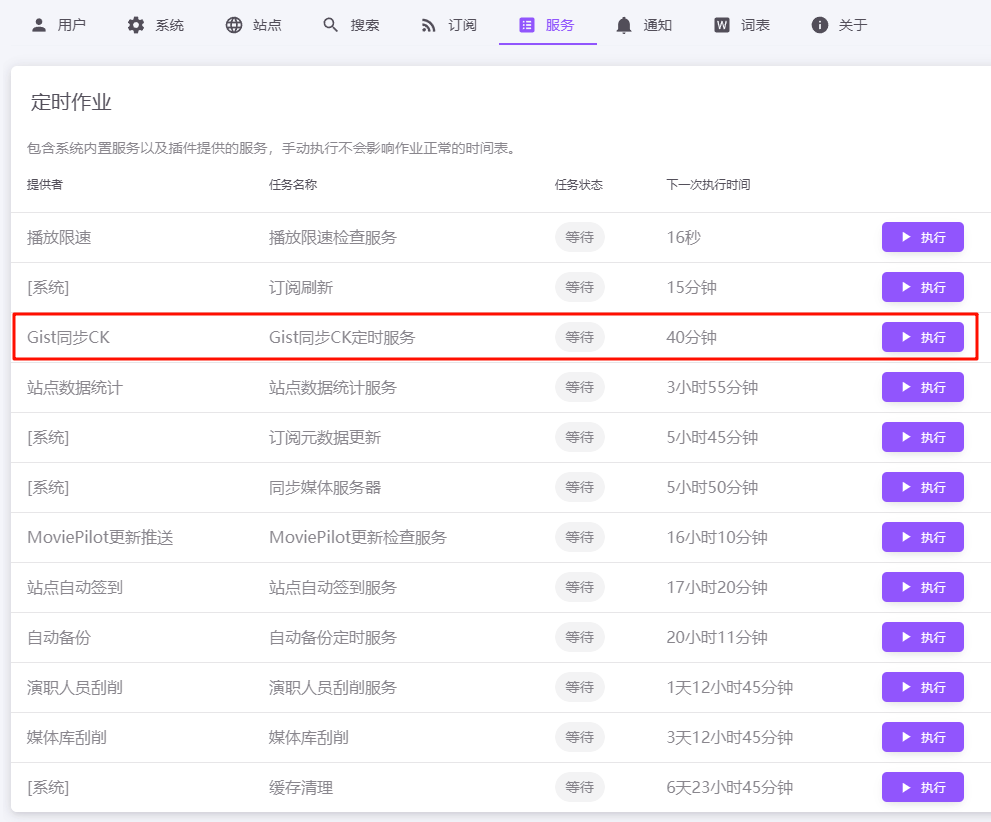 用户 系统 站点 搜索 订阅 服务 通知 词表 关于
定时作业
包含系统内置服务以及插件提供的服务，手动执行不会影响作业正常的时间表。
提供者 任务名称 任务状态 下一次执行时间
播放限速 播放限速检查服务 等待 16秒 执行
[系统] 订阅刷新 等待 15分钟 执行
Gist同步CK Gist同步CK定时服务 等待 40分钟 执行
站点数据统计 站点数据统计服务 等待 3小时55分钟 执行
[系统] 订阅元数据更新 等待 5小时45分钟 执行
[系统] 同步媒体服务器 等待 5小时50分钟 执行
MoviePilot更新推送 MoviePilot更新检查服务 等待 16小时10分钟 执行
站点自动签到 站点自动签到服务 等待 17小时20分钟 执行
自动备份 自动备份定时服务 等待 20小时11分钟 执行
演职人员刮削 演职人员刮削服务 等待 1天12小时45分钟 执行
媒体库刮削 媒体库刮削 等待 3天12小时45分钟 执行
[系统] 缓存清理 等待 6天23小时45分钟 执行